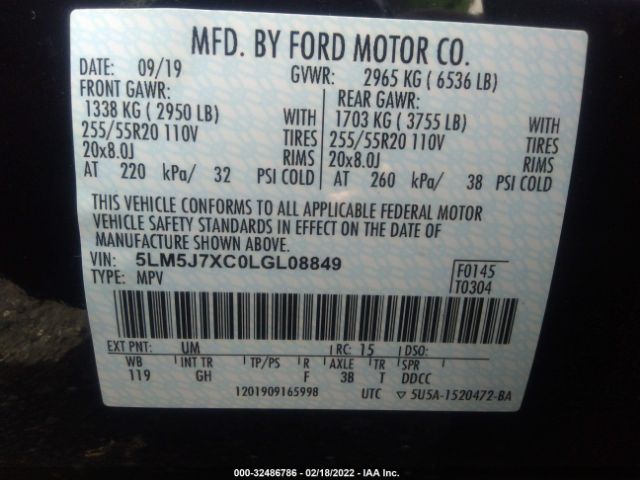 MFD. BY FORD MOTOR CO.
DATE: 09/19 GVWR: 2965 KG ( 6536 LB)
FRONT GAWR: REAR GAWR:
1338 KG ( 2950 LB) WITH 1703 KG ( 3755 LB) WITH
255/55R20 110V TIRES 255/55R20 110V TIRES
20x8.0J RIMS 20x8.0J RIMS
AT 220 kPa/ 32 PSI COLD AT 260 kPa/ 38 PSI COLD
THIS VEHICLE CONFORMS TO ALL APPLICABLE FEDERAL MOTOR
VEHICLE SAFETY STANDARDS IN EFFECT ON THE DATE OF
MANUFACTURE SHOWN ABOVE.
VIN: 5LM5J7XC0LGL08849 F0145
TYPE: MPV T0304
EXT PNT: UM RC: 15 DSO:
WB INT TR TP/PS R AXLE TR SPR
119 GH F 3B T DDCC
1201909165998 UTC ▽ 5U5A-1520472-BA
000-32486786 - 02/18/2022 - IAA Inc.